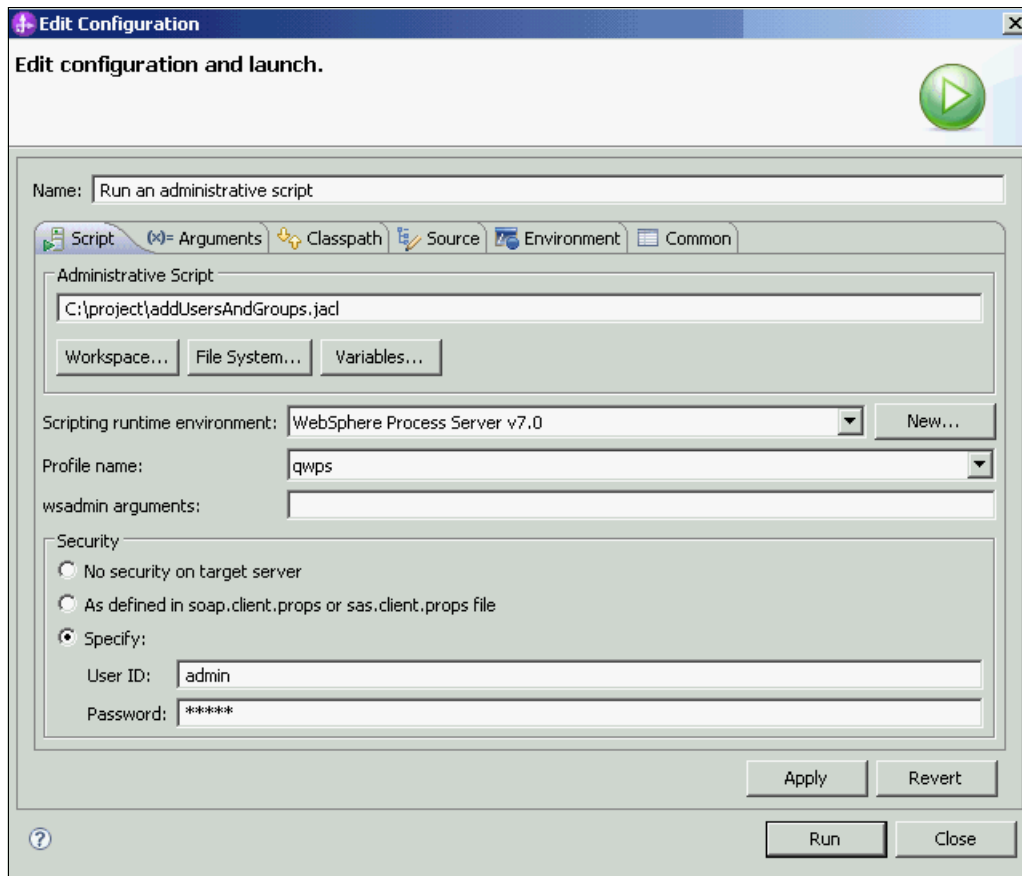 Edit Configuration
Edit configuration and launch.
Name: Run an administrative script
Script (x)= Arguments Classpath Source Environment Common
Administrative Script
C:\project\addUsersAndGroups.jacl
Workspace... File System... Variables...
Scripting runtime environment: WebSphere Process Server v7.0 New...
Profile name: qwps
wsadmin arguments:
Security
No security on target server
As defined in soap.client.props or sas.client.props file
Specify:
User ID: admin
Password: *****
Apply Revert
? Run Close